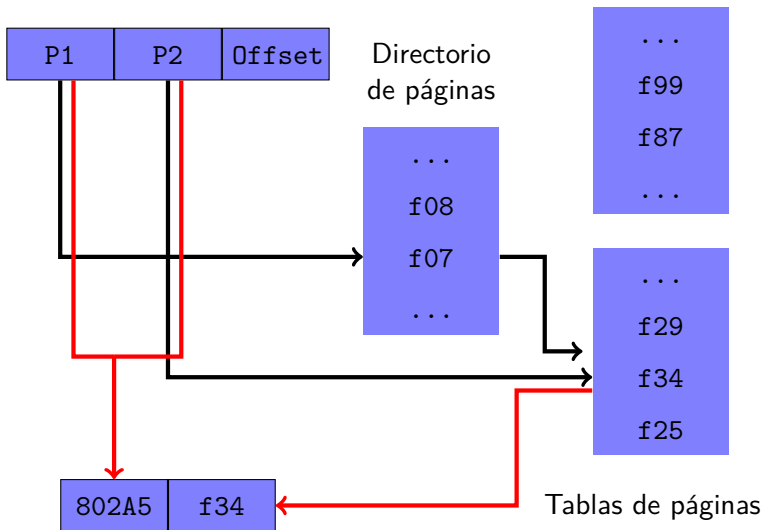 P1 P2 Offset
Directorio
de páginas
...
f08
f07
...
...
f99
f87
...
...
f29
f34
f25
802A5 f34
Tablas de páginas